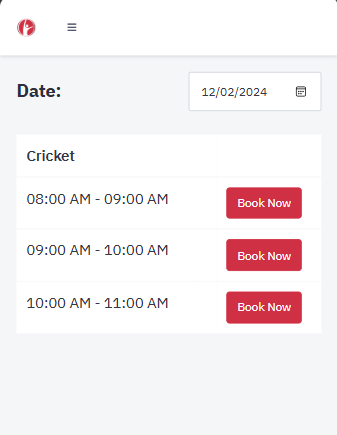 Date:
12/02/2024
Cricket
08:00 AM - 09:00 AM
Book Now
09:00 AM - 10:00 AM
Book Now
10:00 AM - 11:00 AM
Book Now